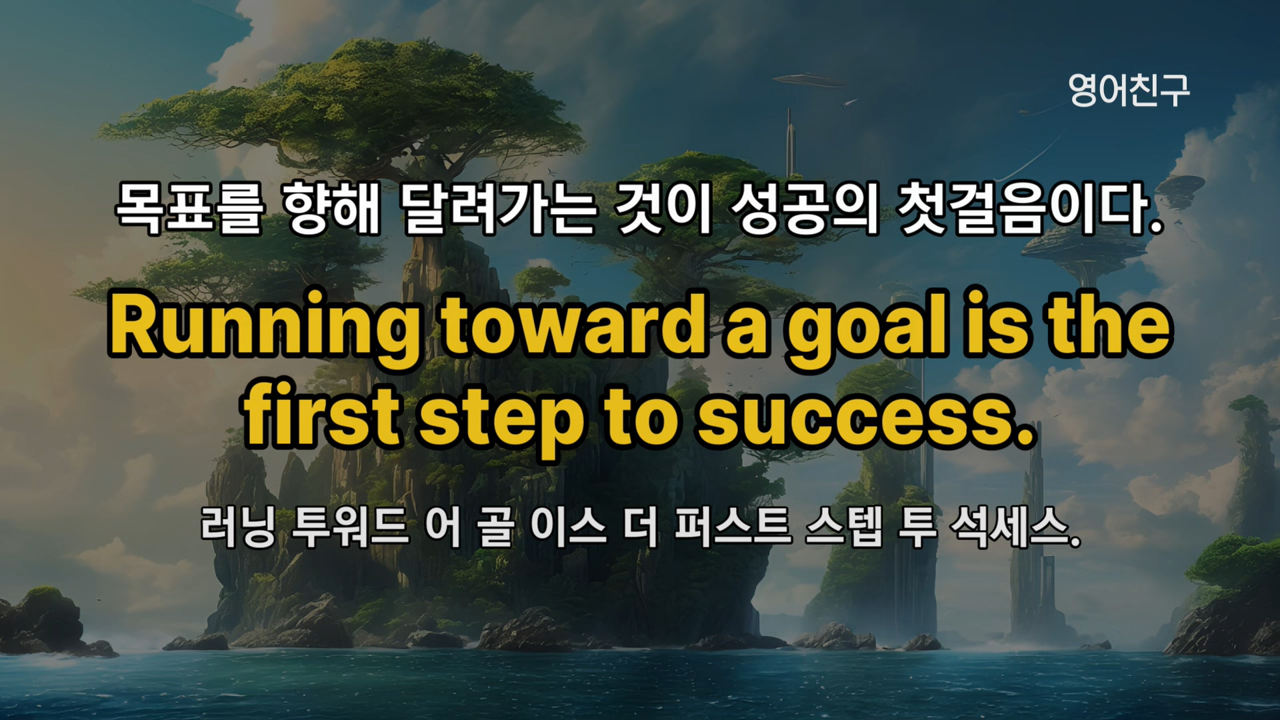 영어친구
목표를 향해 달려가는 것이 성공의 첫걸음이다.
Running toward a goal is the
first step to success.
러닝 투워드 어 골 이스 더 퍼스트 스텝 투 석세스.